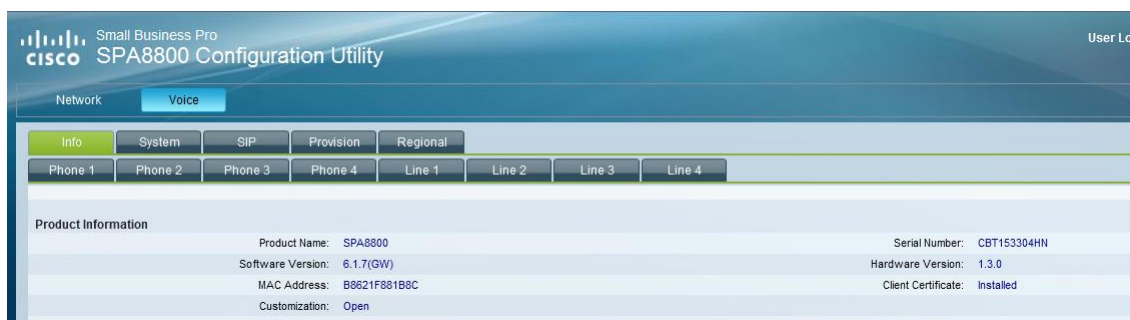 Small Business Pro
cisco SPA8800 Configuration Utility
User Lo
Network Voice
Info System SIP Provision Regional
Phone 1 Phone 2 Phone 3 Phone 4 Line 1 Line 2 Line 3 Line 4
Product Information
Product Name: SPA8800 Serial Number: CBT153304HN
Software Version: 6.1.7(GW) Hardware Version: 1.3.0
MAC Address: B8621F881B8C Client Certificate: Installed
Customization: Open